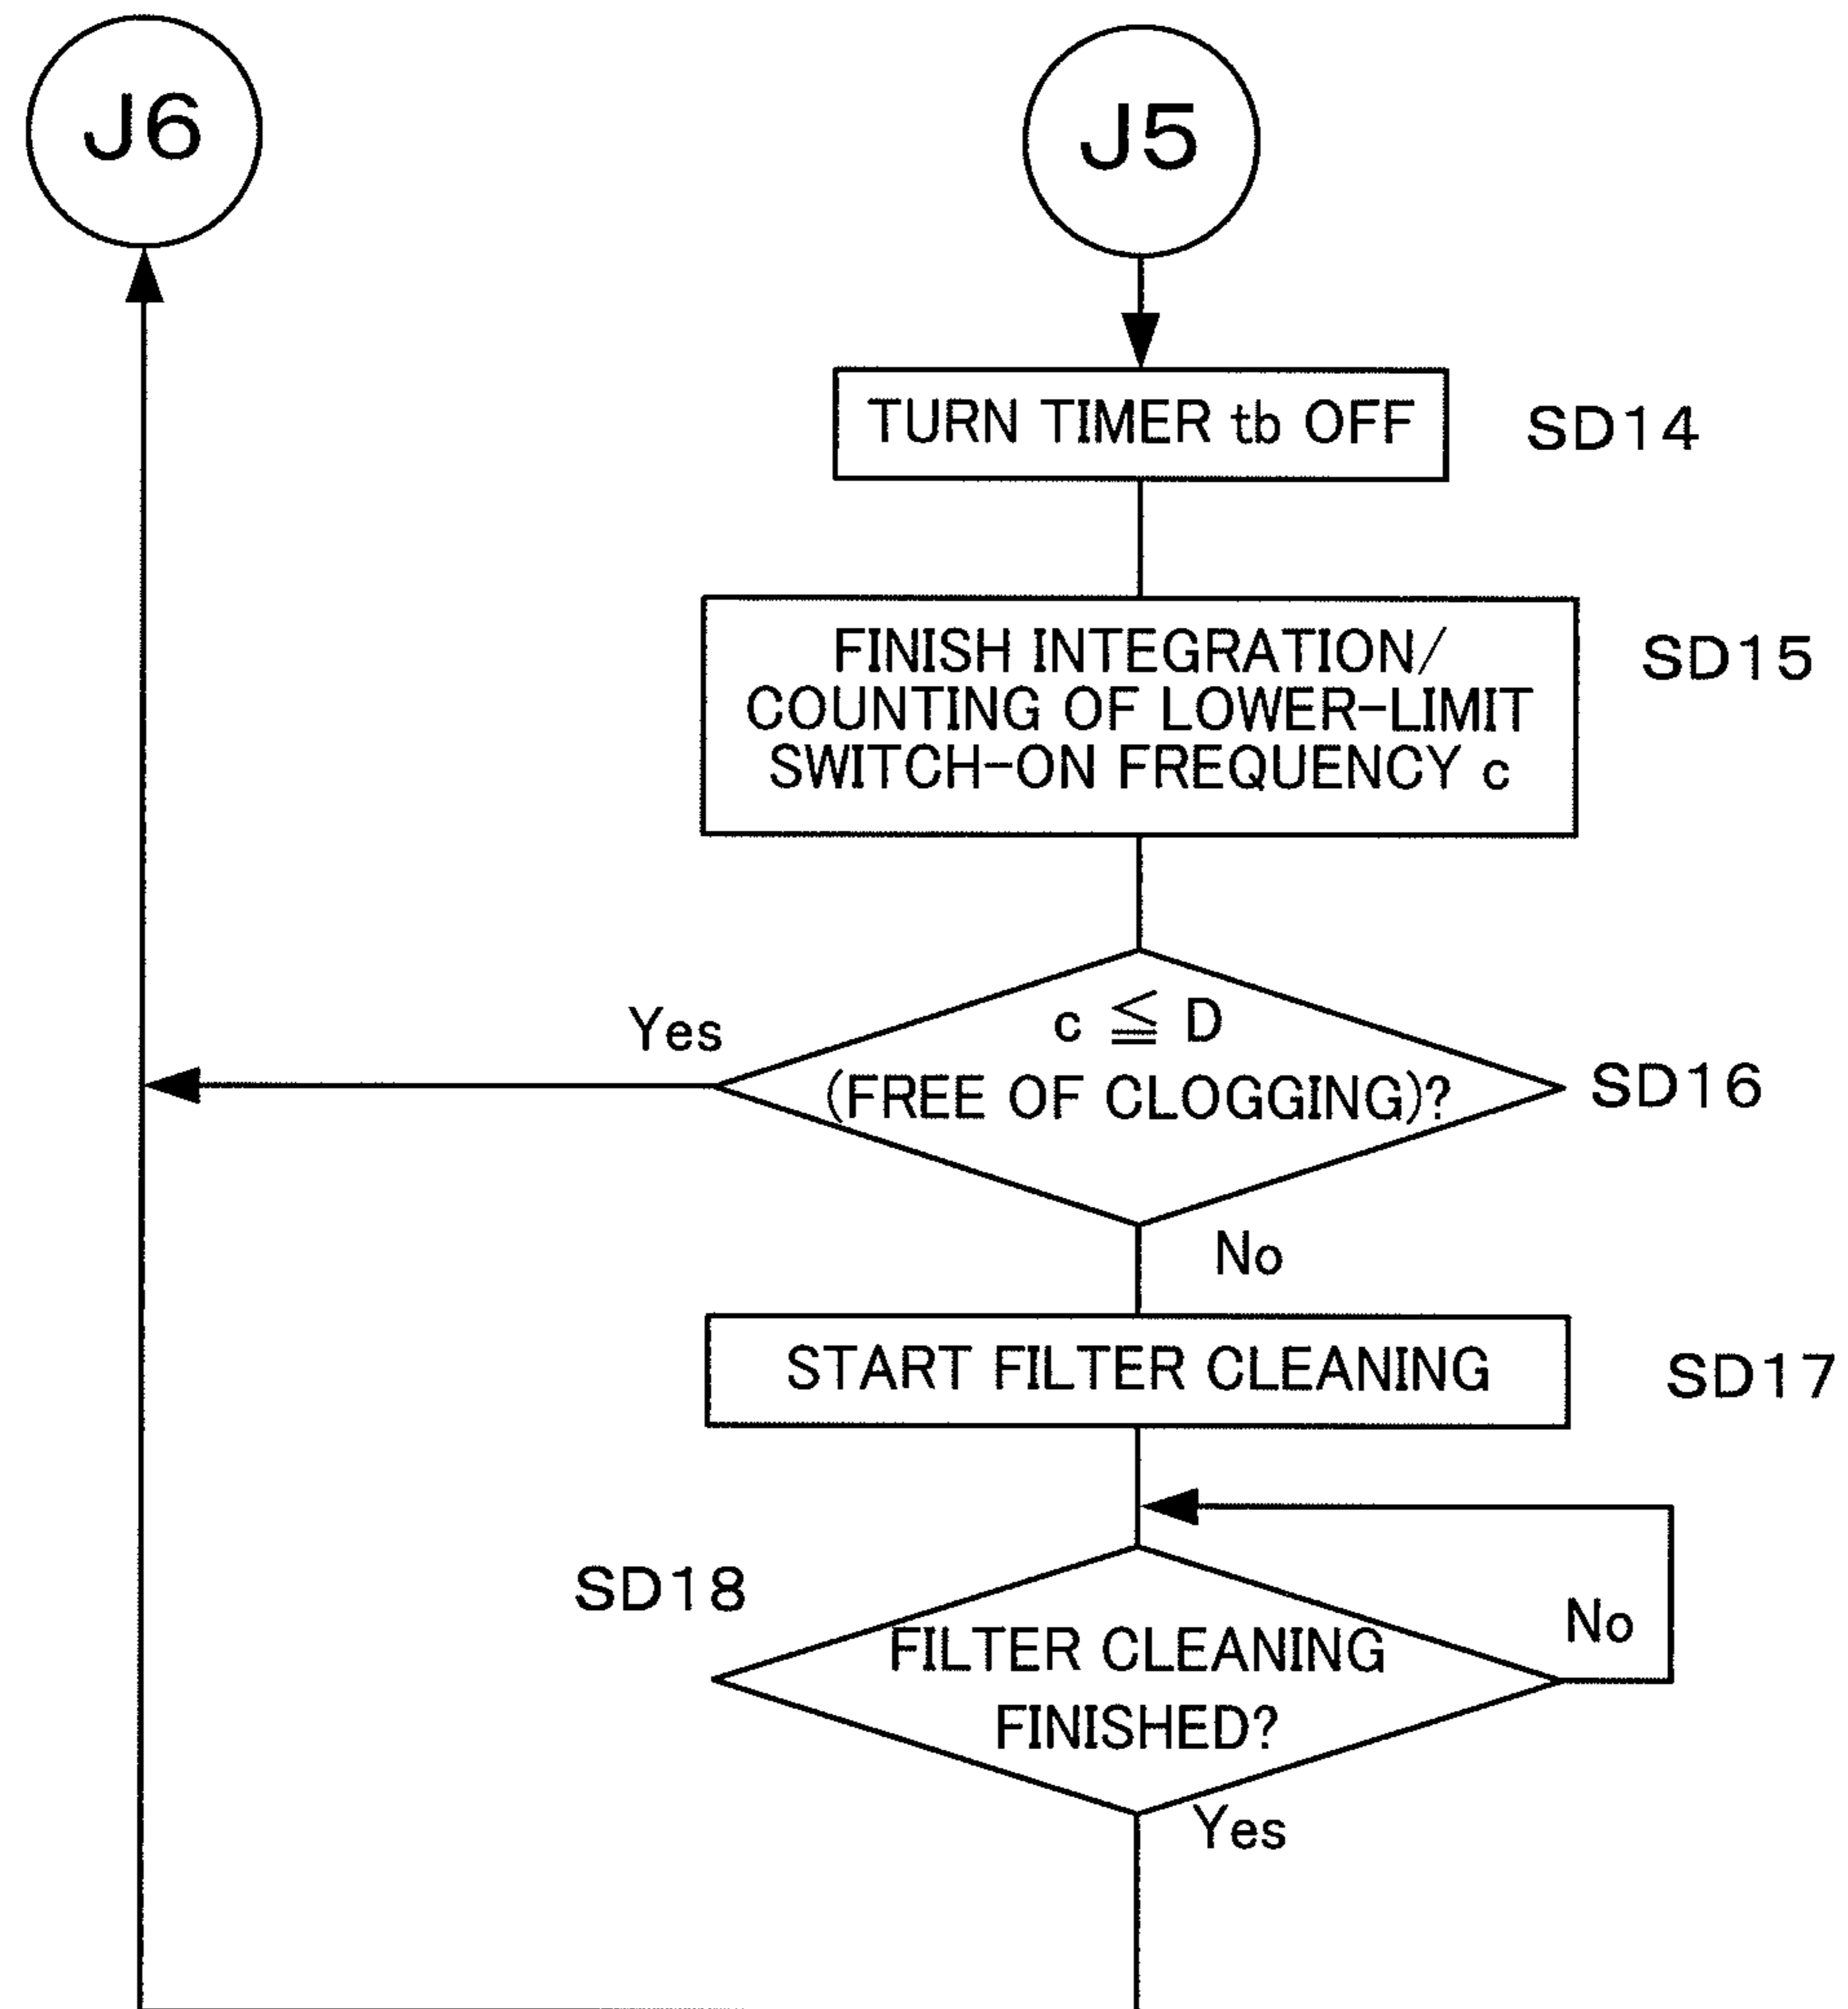 J6
J5
TURN TIMER tb OFF
SD14
FINISH INTEGRATION/
COUNTING OF LOWER-LIMIT
SWITCH-ON FREQUENCY c
SD15
Yes
c ≦ D
(FREE OF CLOGGING)?
SD16
No
START FILTER CLEANING
SD17
SD18
FILTER CLEANING
FINISHED?
No
Yes